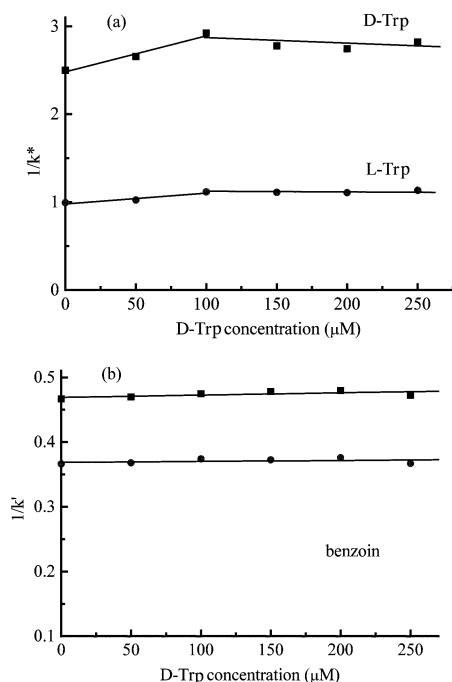 (a)
D-Trp
3
2
1/k*
L-Trp
1
0
0 50 100 150 200 250
D-Trp concentration (μM)
(b)
0.5
0.4
0.3
1/k'
benzoin
0.2
0.1
0 50 100 150 200 250
D-Trp concentration (μM)